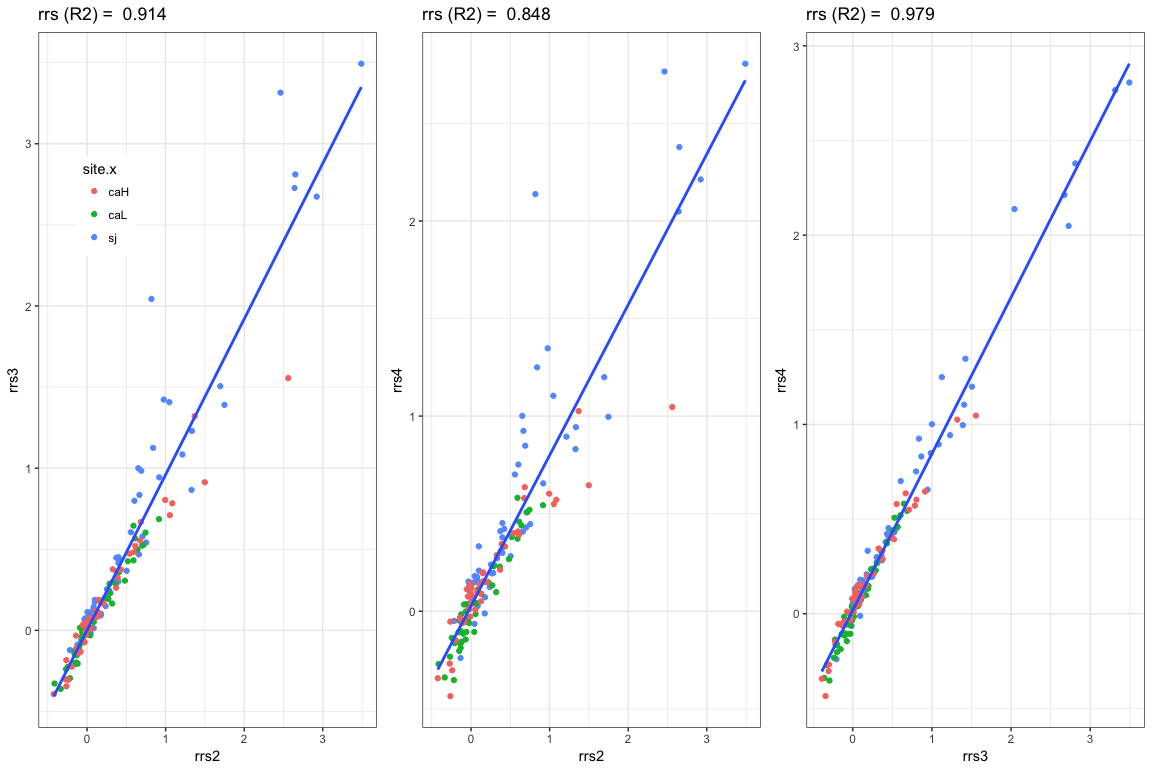 rrs (R2) =  0.914
rrs3
3
2
1
0
site.x
caH
caL
sj
0
1
2
3
rrs2
rrs (R2) =  0.848
rrs4
2
1
0
0
1
2
3
rrs2
rrs (R2) =  0.979
rrs4
3
2
1
0
0
1
2
3
rrs3